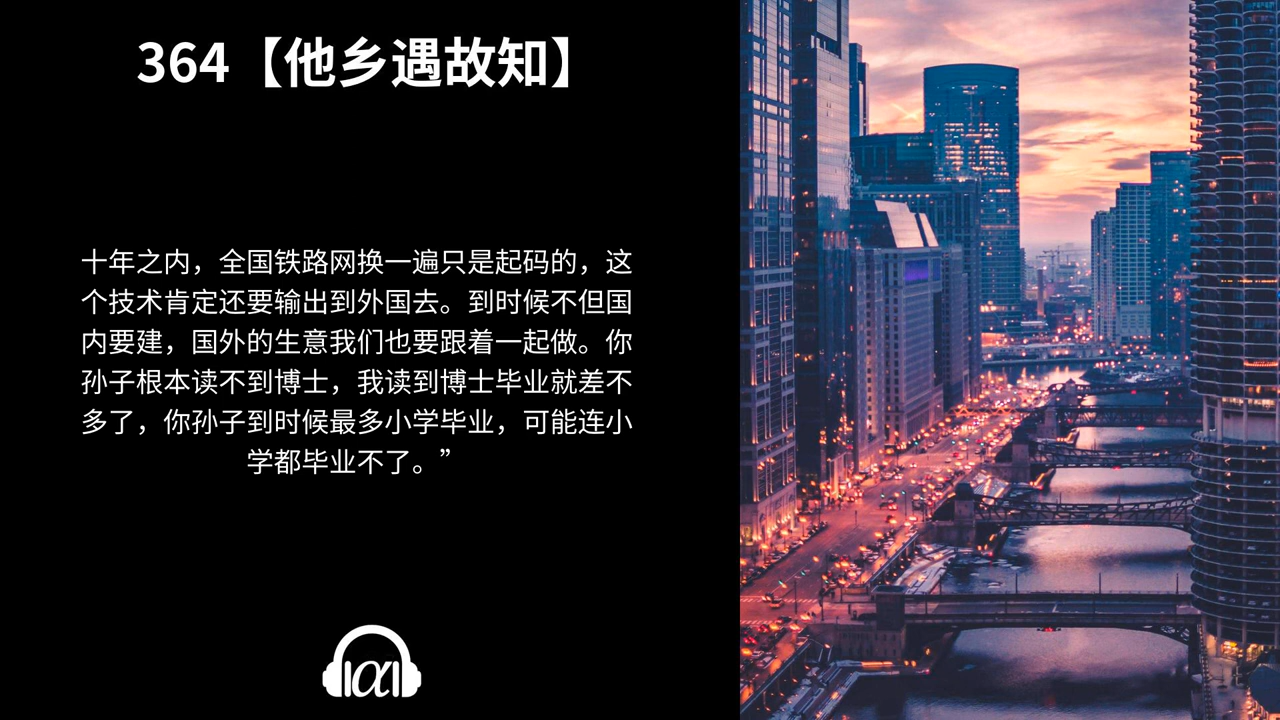 364【他乡遇故知】
十年之内，全国铁路网换一遍只是起码的，这
个技术肯定还要输出到外国去。到时候不但国
内要建，国外的生意我们也要跟着一起做。你
孙子根本读不到博士，我读到博士毕业就差不
多了，你孙子到时候最多小学毕业，可能连小
学都毕业不了。”
|α|